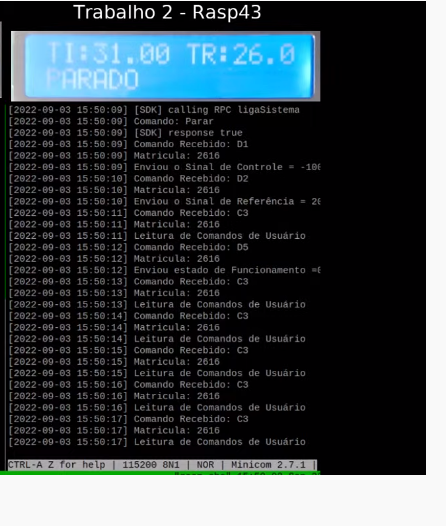 Trabalho 2 - Rasp43
TI:31.00 TR:26.0
PARADO
[2022-09-03 15:50:09] [SDK] calling RPC ligaSistema
[2022-09-03 15:50:09] Comando: Parar
[2022-09-03 15:50:09] [SDK] response true
[2022-09-03 15:50:09] Comando Recebido: D1
[2022-09-03 15:50:09] Matricula: 2616
[2022-09-03 15:50:09] Enviou o Sinal de Controle = -100
[2022-09-03 15:50:10] Comando Recebido: D2
[2022-09-03 15:50:10] Matricula: 2616
[2022-09-03 15:50:10] Enviou o Sinal de Referência = 2
[2022-09-03 15:50:11] Comando Recebido: C3
[2022-09-03 15:50:11] Matricula: 2616
[2022-09-03 15:50:11] Leitura de Comandos de Usuário
[2022-09-03 15:50:12] Comando Recebido: D5
[2022-09-03 15:50:12] Matricula: 2616
[2022-09-03 15:50:12] Enviou estado de Funcionamento =
[2022-09-03 15:50:13] Comando Recebido: C3
[2022-09-03 15:50:13] Matricula: 2616
[2022-09-03 15:50:13] Leitura de Comandos de Usuário
[2022-09-03 15:50:14] Comando Recebido: C3
[2022-09-03 15:50:14] Matricula: 2616
[2022-09-03 15:50:14] Leitura de Comandos de Usuário
[2022-09-03 15:50:15] Comando Recebido: C3
[2022-09-03 15:50:15] Matricula: 2616
[2022-09-03 15:50:15] Leitura de Comandos de Usuário
[2022-09-03 15:50:16] Comando Recebido: C3
[2022-09-03 15:50:16] Matricula: 2616
[2022-09-03 15:50:16] Leitura de Comandos de Usuário
[2022-09-03 15:50:17] Comando Recebido: C3
[2022-09-03 15:50:17] Matricula: 2616
[2022-09-03 15:50:17] Leitura de Comandos de Usuário
CTRL-A Z for help | 115200 8N1 | NOR | Minicom 2.7.1 |